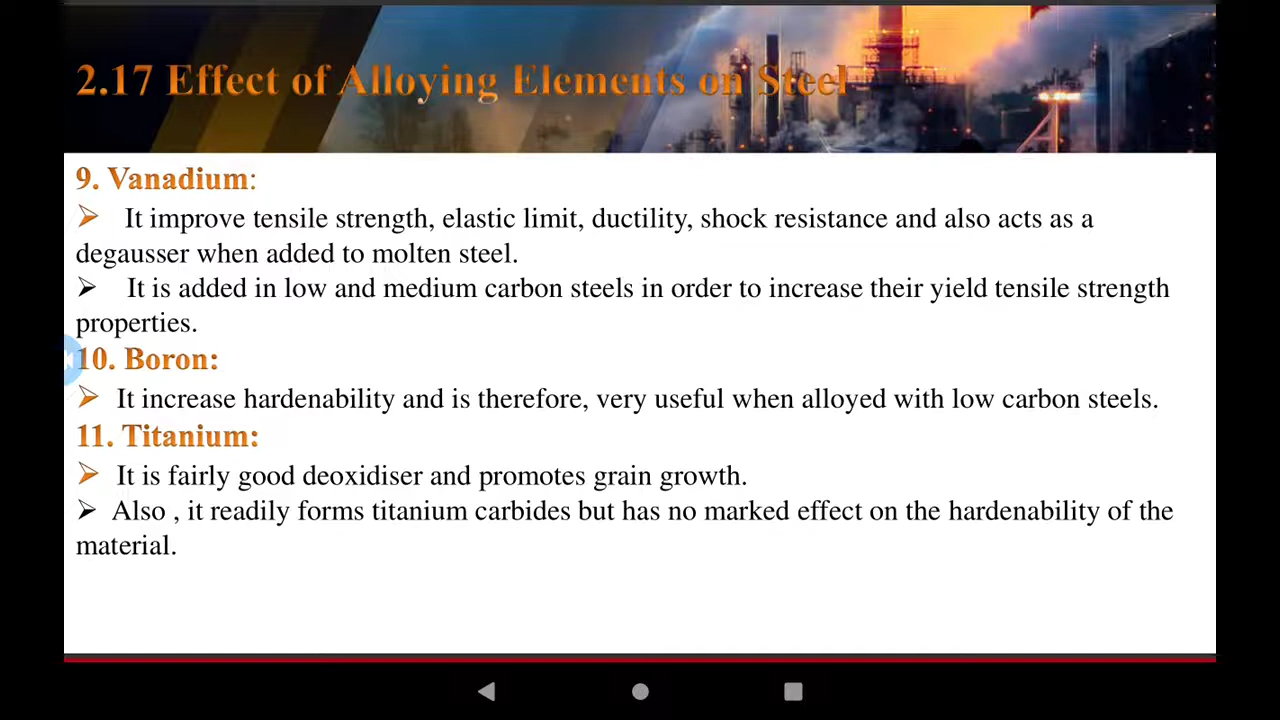 2.17 Effect of Alloying Elements on Steel
9. Vanadium:
➢ It improve tensile strength, elastic limit, ductility, shock resistance and also acts as a
degausser when added to molten steel.
➢ It is added in low and medium carbon steels in order to increase their yield tensile strength
properties.
10. Boron:
➢ It increase hardenability and is therefore, very useful when alloyed with low carbon steels.
11. Titanium:
➢ It is fairly good deoxidiser and promotes grain growth.
➢ Also , it readily forms titanium carbides but has no marked effect on the hardenability of the
material.